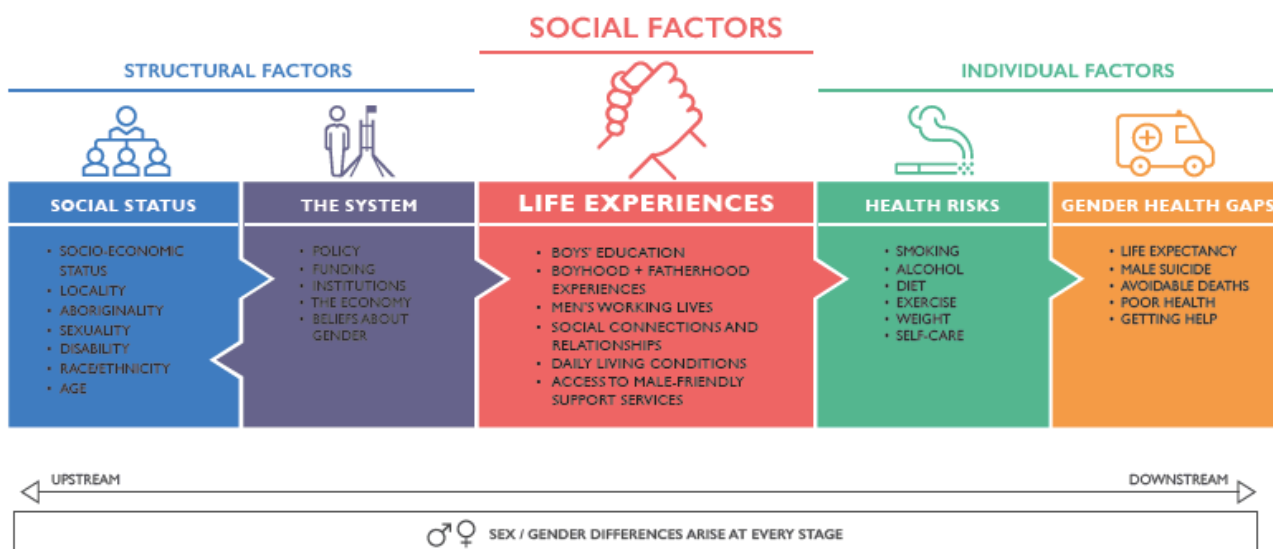 SOCIAL FACTORS
STRUCTURAL FACTORS
INDIVIDUAL FACTORS
SOCIAL STATUS
• SOCIO-ECONOMIC
STATUS
• LOCALITY
• ABORIGINALITY
• SEXUALITY
• DISABILITY
• RACE/ETHNICITY
• AGE
THE SYSTEM
• POLICY
• FUNDING
• INSTITUTIONS
• THE ECONOMY
• BELIEFS ABOUT
GENDER
LIFE EXPERIENCES
• BOYS' EDUCATION
• BOYHOOD + FATHERHOOD
EXPERIENCES
• MEN'S WORKING LIVES
• SOCIAL CONNECTIONS AND
RELATIONSHIPS
• DAILY LIVING CONDITIONS
• ACCESS TO MALE-FRIENDLY
SUPPORT SERVICES
HEALTH RISKS
• SMOKING
• ALCOHOL
• DIET
• EXERCISE
• WEIGHT
• SELF-CARE
GENDER HEALTH GAPS
• LIFE EXPECTANCY
• MALE SUICIDE
• AVOIDABLE DEATHS
• POOR HEALTH
• GETTING HELP
UPSTREAM
DOWNSTREAM
SEX / GENDER DIFFERENCES ARISE AT EVERY STAGE